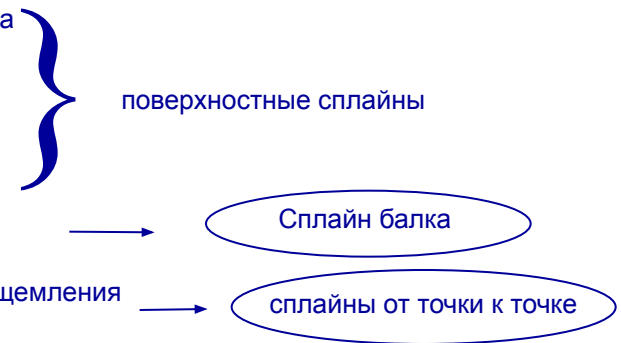 а
поверхностные сплайны
Сплайн балка
щемления
сплайны от точки к точке